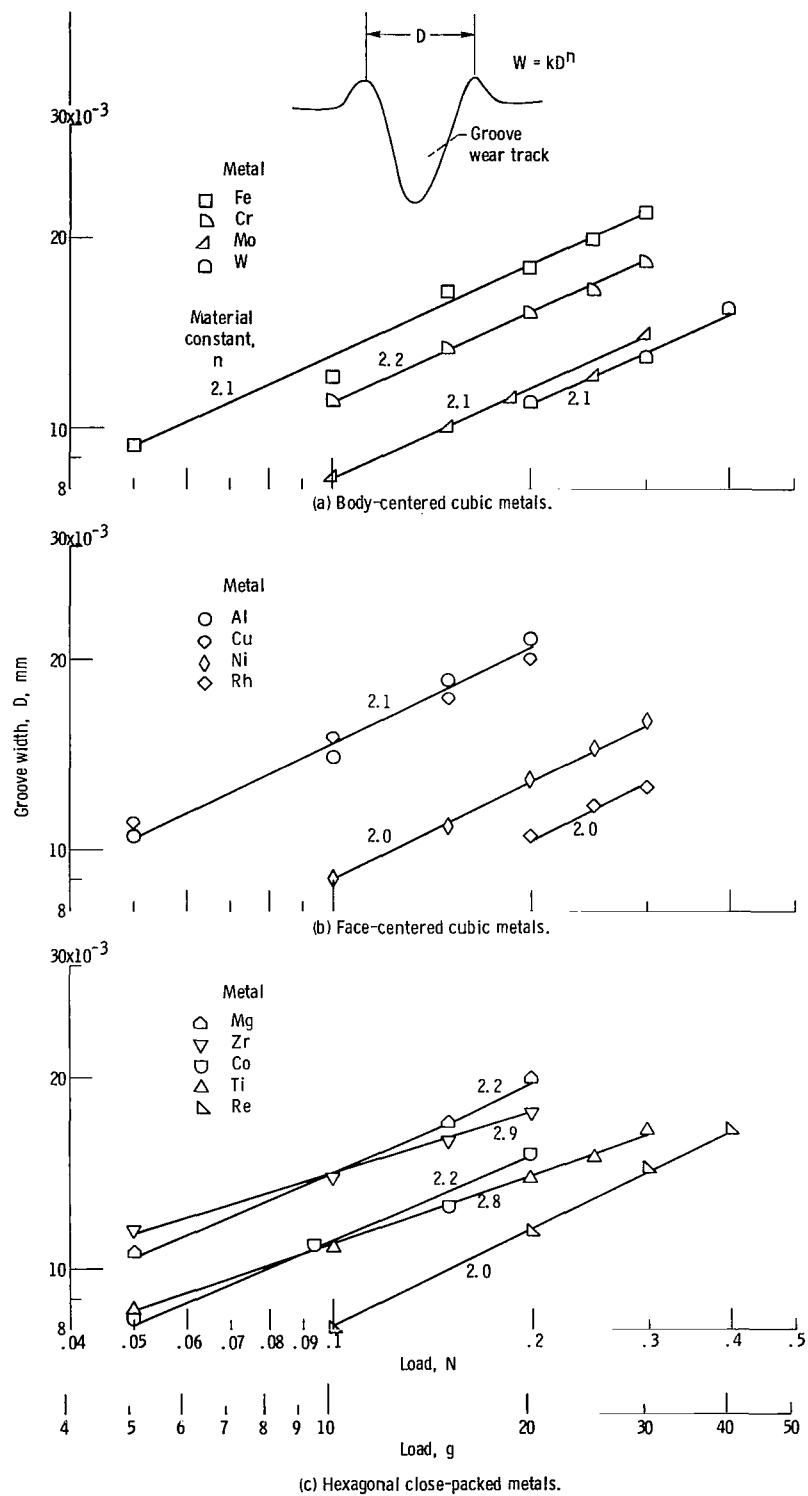 D
W = kDⁿ
30x10⁻³
Groove
wear track
Metal
Fe
Cr
Mo
W
20
Material
constant,
n
2.1
2.2
2.1
2.1
10
8
(a) Body-centered cubic metals.
30x10⁻³
Metal
Al
Cu
Ni
Rh
20
2.1
Groove width, D, mm
2.0
2.0
10
8
(b) Face-centered cubic metals.
30x10⁻³
Metal
Mg
Zr
Co
Ti
Re
20
2.2
2.9
2.2
2.8
2.0
10
8
.04 .05 .06 .07 .08 .09 .1 .2 .3 .4 .5
Load, N
4 5 6 7 8 9 10 20 30 40 50
Load, g
(c) Hexagonal close-packed metals.